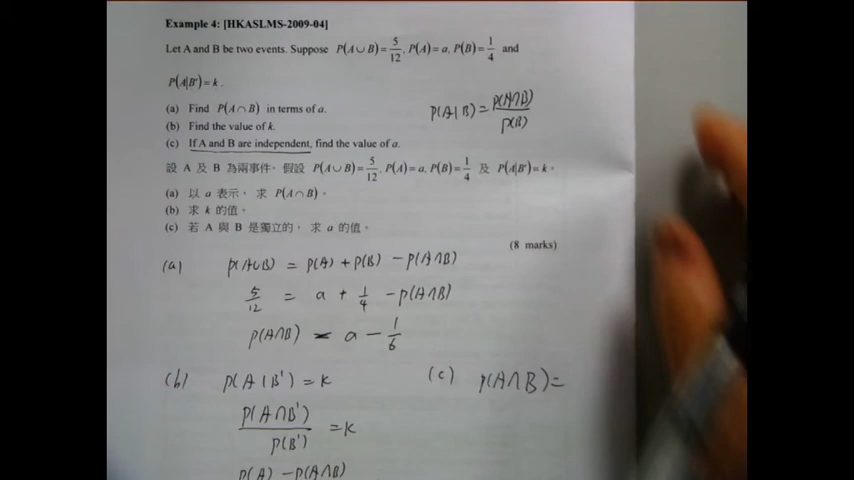 Example 4: [HKASLMS-2009-04]
Let A and B be two events. Suppose P(A∪B)=5/12, P(A)=a, P(B)=1/4 and
P(A|B')=k.
(a) Find P(A∩B) in terms of a.
(b) Find the value of k.
(c) If A and B are independent, find the value of a.
P(A|B) = P(A∩B)/P(B)
設 A 及 B 為兩事件。假設 P(A∪B)=5/12, P(A)=a, P(B)=1/4 及 P(A|B')=k。
(a) 以 a 表示，求 P(A∩B)。
(b) 求 k 的值。
(c) 若 A 與 B 是獨立的，求 a 的值。
(8 marks)
(a) P(A∪B) = P(A) + P(B) − P(A∩B)
5/12 = a + 1/4 − P(A∩B)
P(A∩B) = a − 1/6
(b) P(A|B') = k
P(A∩B')/P(B') = k
P(A) − P(A∩B)
(c) P(A∩B) =